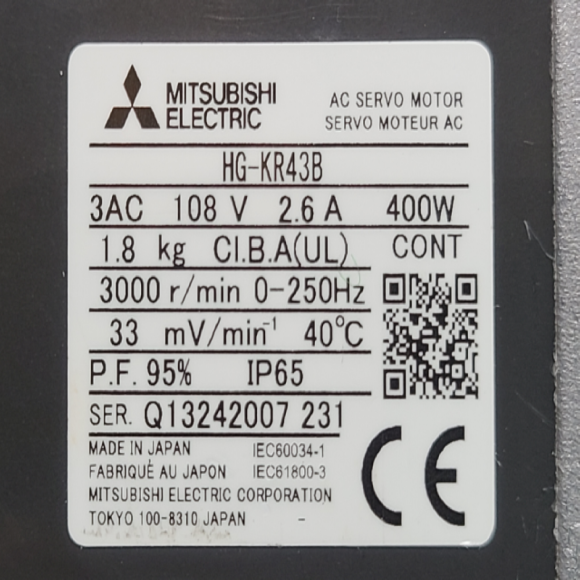 MITSUBISHI
ELECTRIC
AC SERVO MOTOR
SERVO MOTEUR AC
HG-KR43B
3AC 108 V 2.6 A 400W
1.8 kg CI.B.A(UL) CONT
3000 r/min 0-250Hz
33 mV/min⁻¹ 40°C
P.F. 95% IP65
SER. Q13242007 231
MADE IN JAPAN IEC60034-1
FABRIQUÉ AU JAPON IEC61800-3
MITSUBISHI ELECTRIC CORPORATION
TOKYO 100-8310 JAPAN -
CE